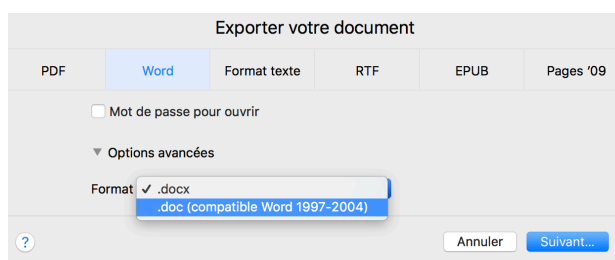 Exporter votre document
PDF Word Format texte RTF EPUB Pages ’09
Mot de passe pour ouvrir
▼ Options avancées
Format ✓ .docx
.doc (compatible Word 1997-2004)
? Annuler Suivant...